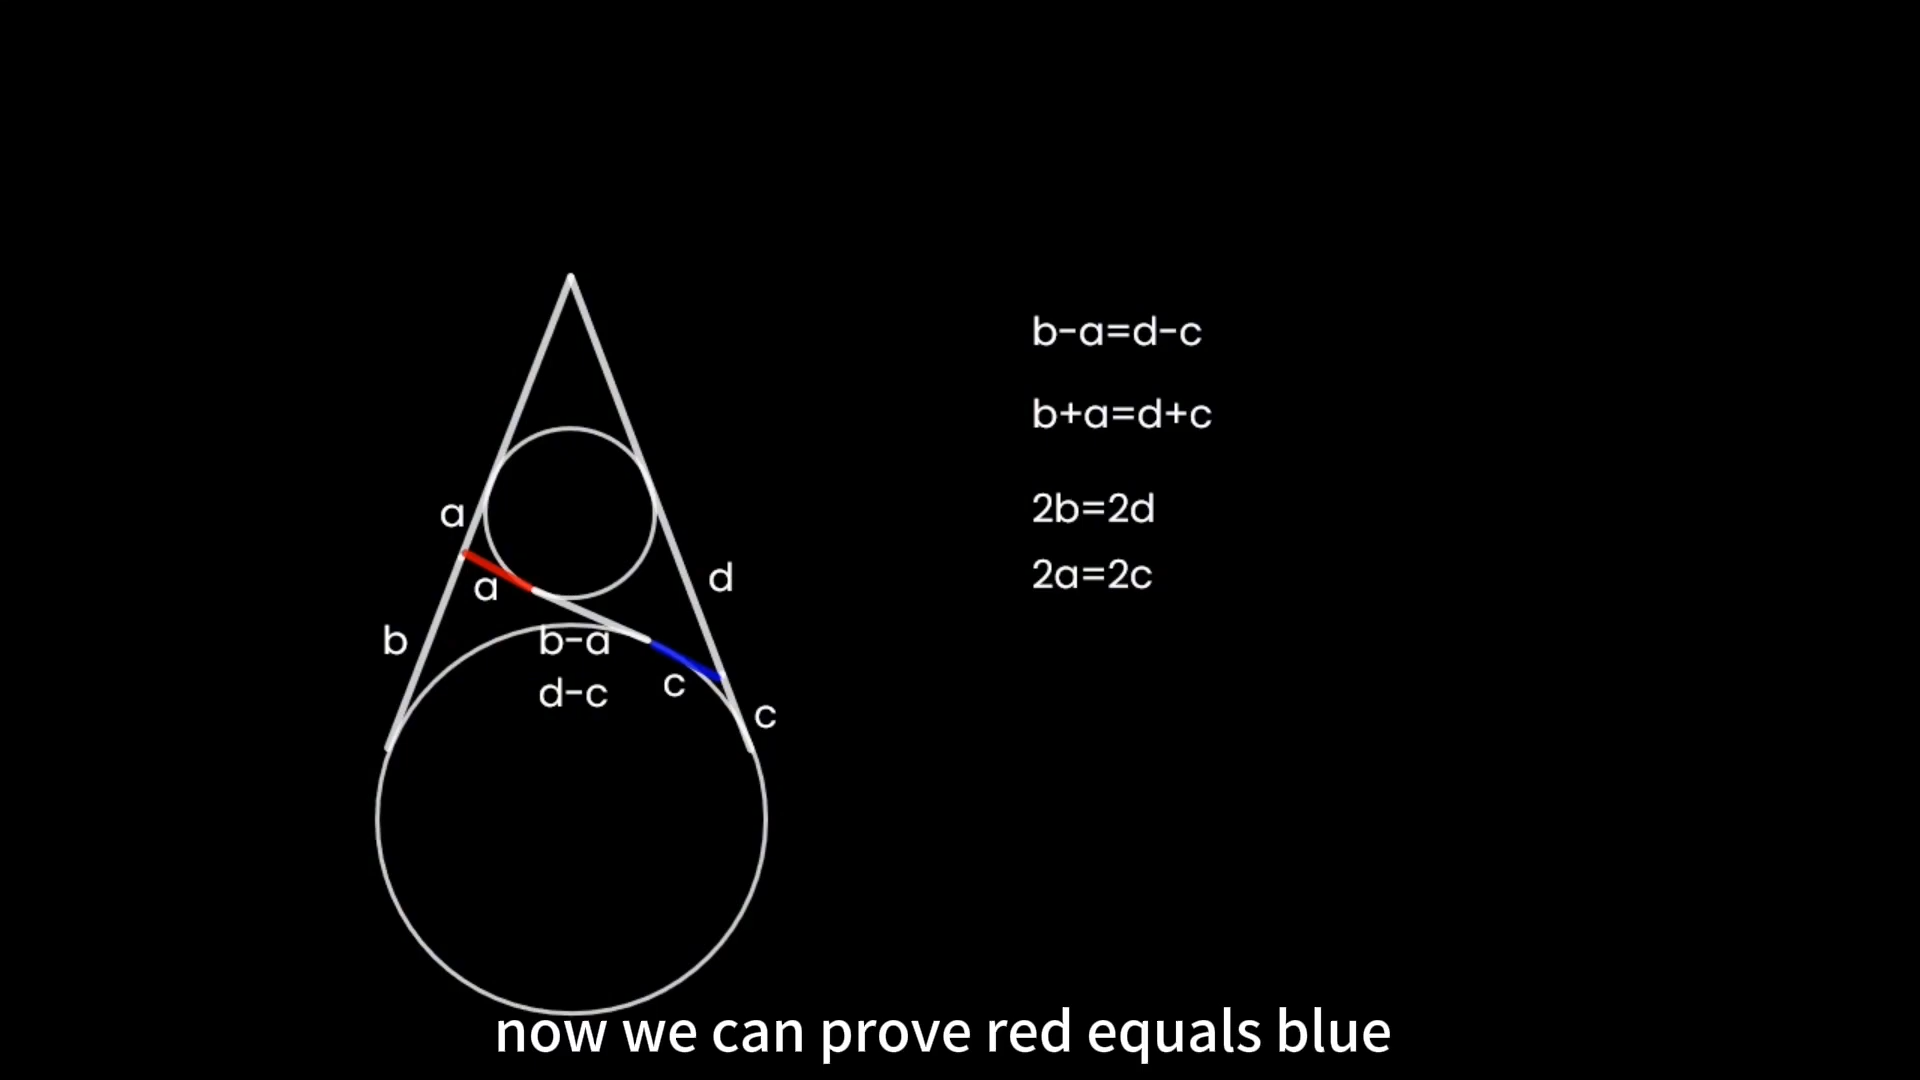 b-a=d-c
b+a=d+c
2b=2d
2a=2c
a
a
d
b
b-a
d-c
c
c
now we can prove red equals blue